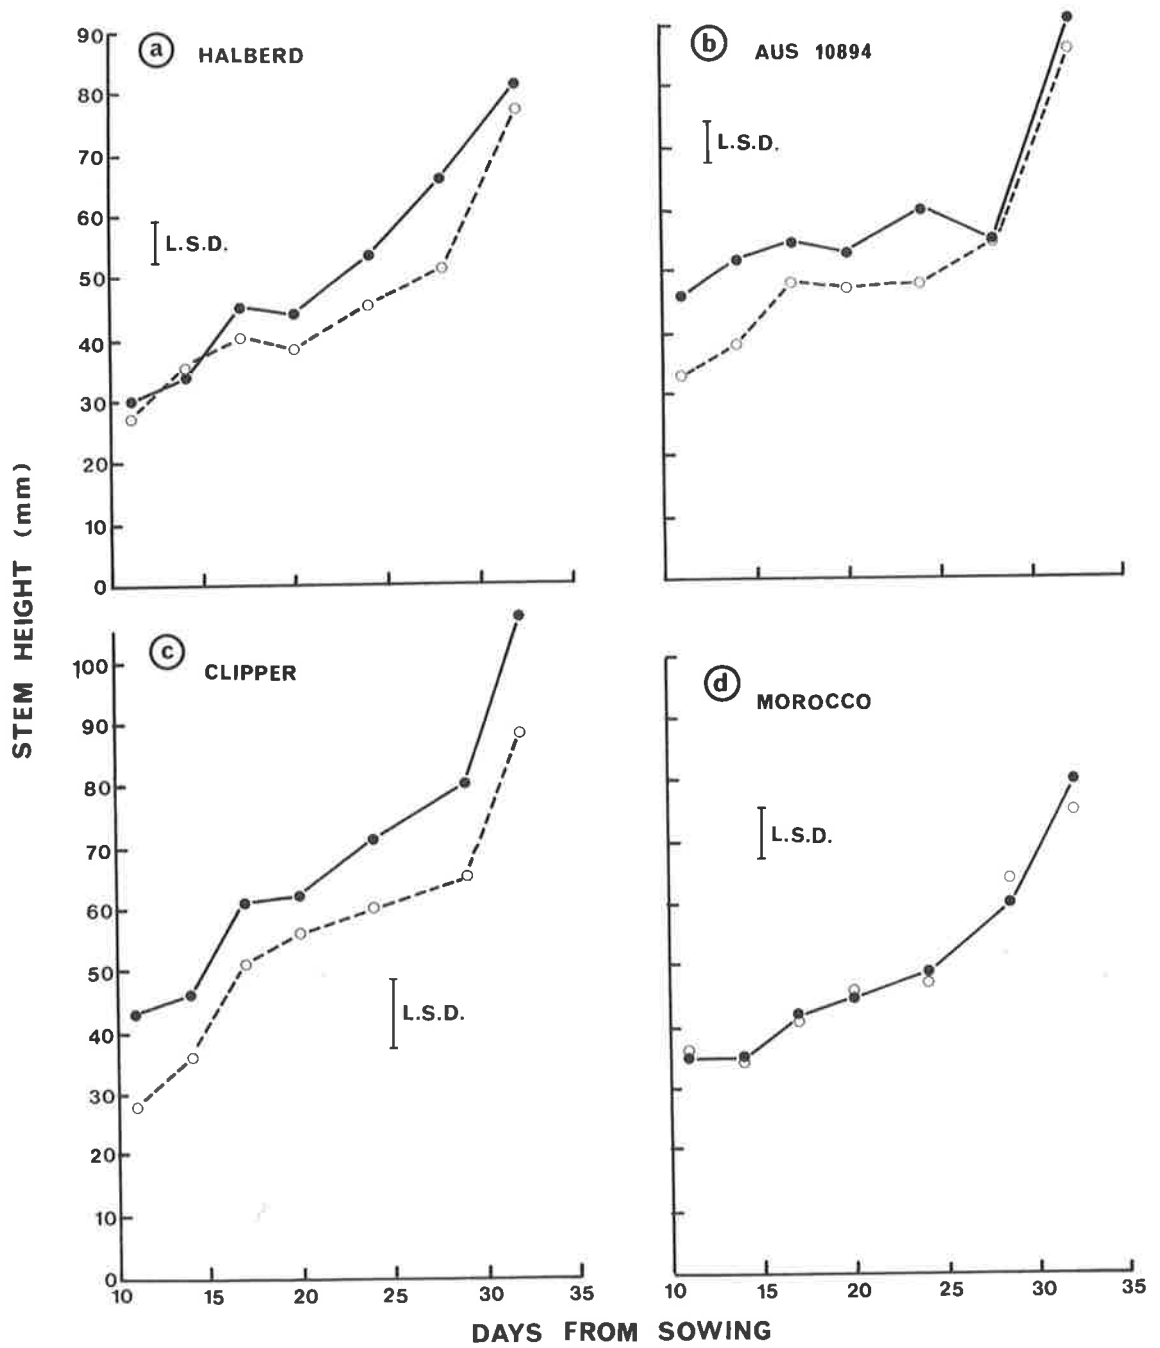 STEM HEIGHT (mm)
a HALBERD
90
80
70
60
50
40
30
20
10
0
L.S.D.
b AUS 10894
L.S.D.
c CLIPPER
100
90
80
70
60
50
40
30
20
10
0
L.S.D.
10 15 20 25 30 35
d MOROCCO
L.S.D.
10 15 20 25 30 35
DAYS FROM SOWING